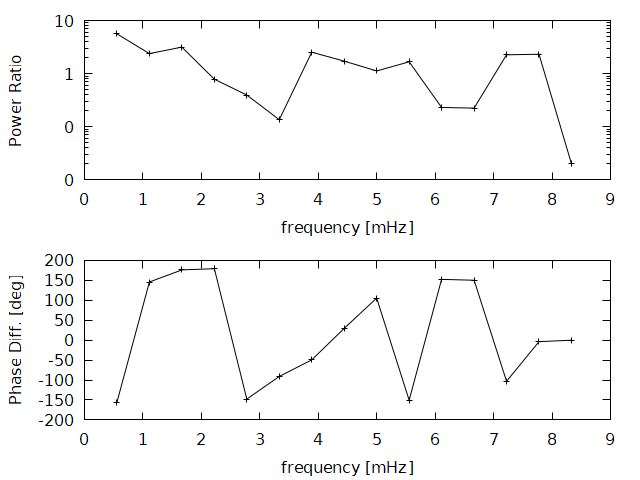 10
1
0
0
Power Ratio
0 1 2 3 4 5 6 7 8 9
frequency [mHz]
200
150
100
50
0
-50
-100
-150
-200
Phase Diff. [deg]
0 1 2 3 4 5 6 7 8 9
frequency [mHz]